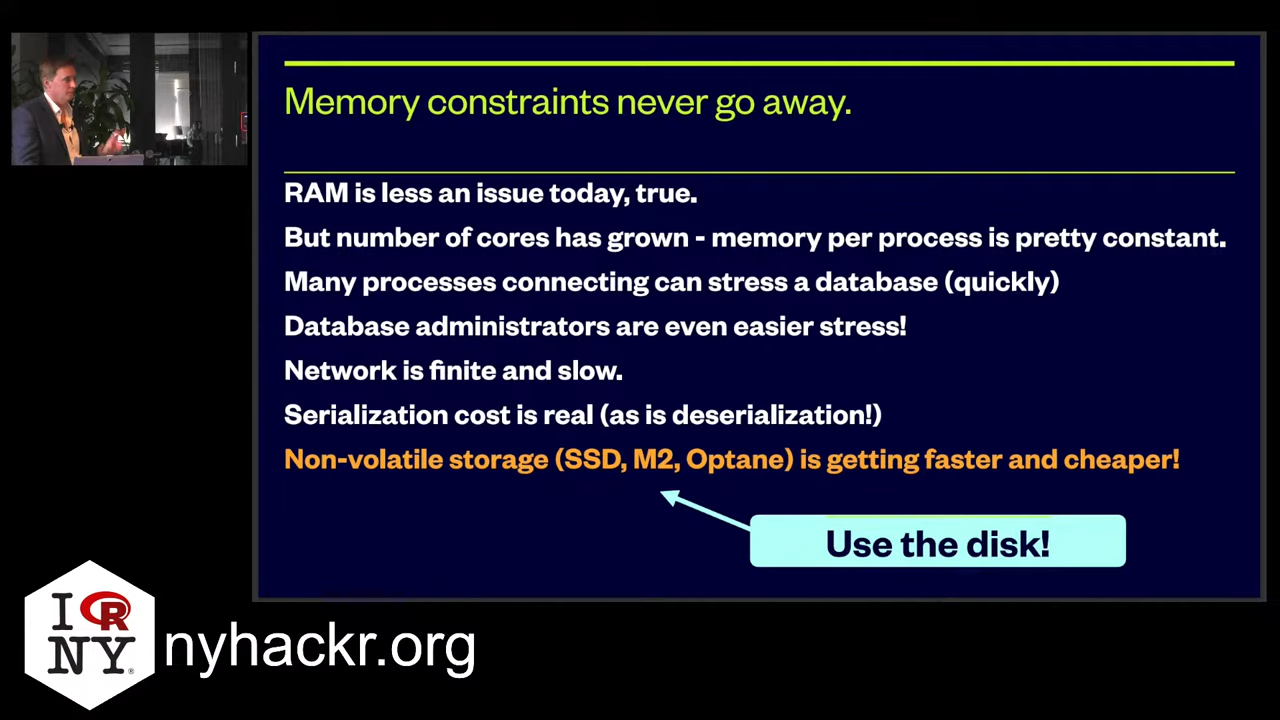 Memory constraints never go away.
RAM is less an issue today, true.
But number of cores has grown - memory per process is pretty constant.
Many processes connecting can stress a database (quickly)
Database administrators are even easier stress!
Network is finite and slow.
Serialization cost is real (as is deserialization!)
Non-volatile storage (SSD, M2, Optane) is getting faster and cheaper!
Use the disk!
I R
NY®
nyhackr.org